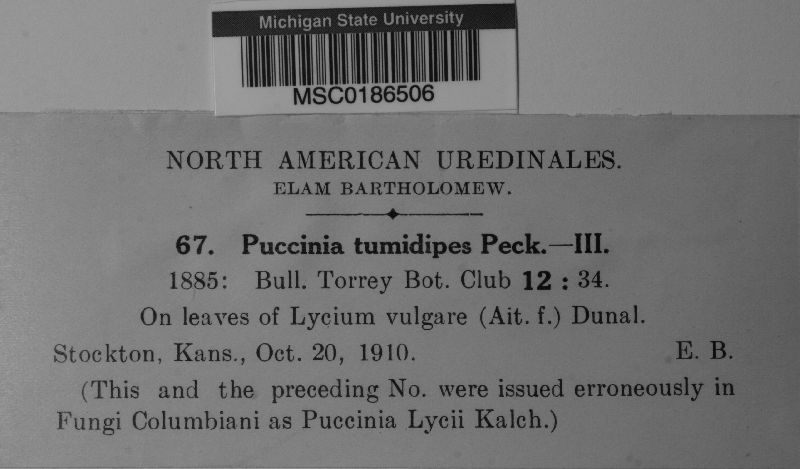 Michigan State University
MSC0186506
NORTH AMERICAN UREDINALES.
ELAM BARTHOLOMEW.
67. Puccinia tumidipes Peck.—III.
1885: Bull. Torrey Bot. Club 12 : 34.
On leaves of Lycium vulgare (Ait. f.) Dunal.
Stockton, Kans., Oct. 20, 1910. E. B.
(This and the preceding No. were issued erroneously in
Fungi Columbiani as Puccinia Lycii Kalch.)